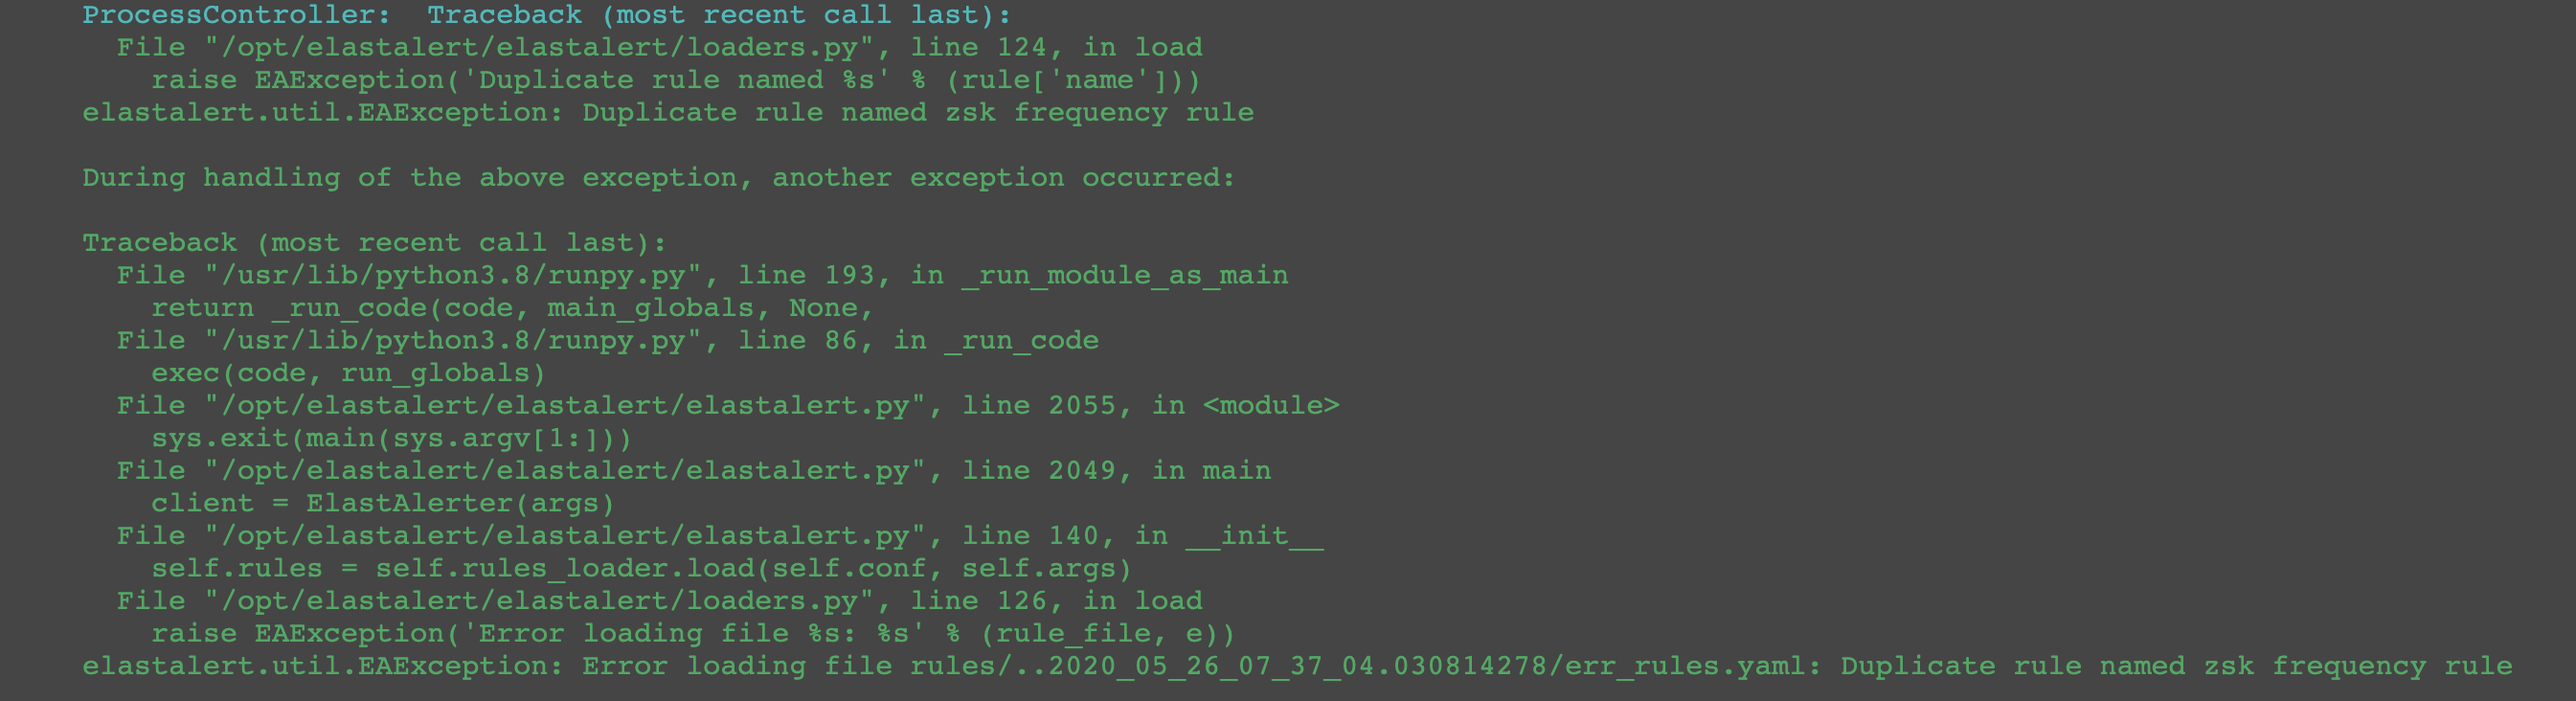 ProcessController:  Traceback (most recent call last):
  File "/opt/elastalert/elastalert/loaders.py", line 124, in load
    raise EAException('Duplicate rule named %s' % (rule['name']))
elastalert.util.EAException: Duplicate rule named zsk frequency rule

During handling of the above exception, another exception occurred:

Traceback (most recent call last):
  File "/usr/lib/python3.8/runpy.py", line 193, in _run_module_as_main
    return _run_code(code, main_globals, None,
  File "/usr/lib/python3.8/runpy.py", line 86, in _run_code
    exec(code, run_globals)
  File "/opt/elastalert/elastalert/elastalert.py", line 2055, in <module>
    sys.exit(main(sys.argv[1:]))
  File "/opt/elastalert/elastalert/elastalert.py", line 2049, in main
    client = ElastAlerter(args)
  File "/opt/elastalert/elastalert/elastalert.py", line 140, in __init__
    self.rules = self.rules_loader.load(self.conf, self.args)
  File "/opt/elastalert/elastalert/loaders.py", line 126, in load
    raise EAException('Error loading file %s: %s' % (rule_file, e))
elastalert.util.EAException: Error loading file rules/..2020_05_26_07_37_04.030814278/err_rules.yaml: Duplicate rule named zsk frequency rule